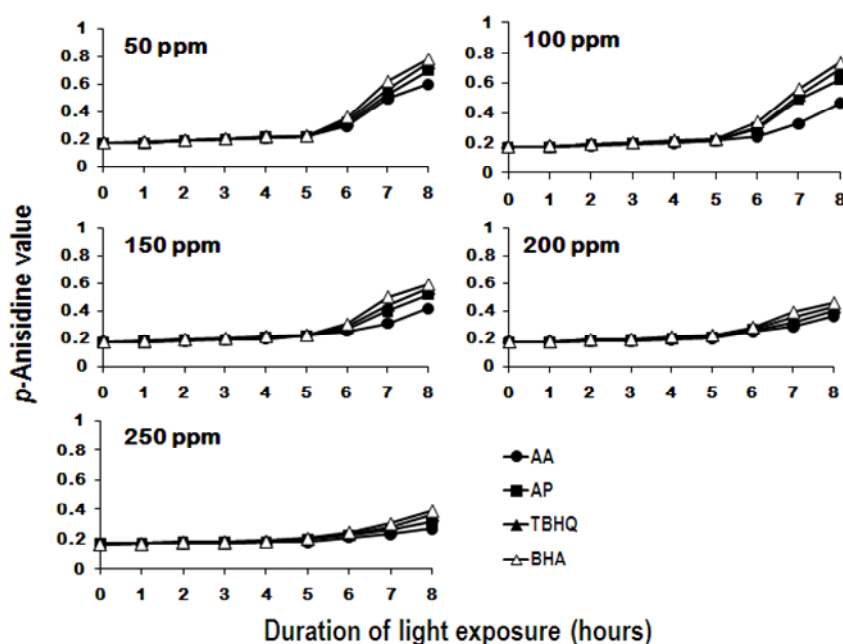 p-Anisidine value
50 ppm
1
0.8
0.6
0.4
0.2
0
0 1 2 3 4 5 6 7 8
100 ppm
1
0.8
0.6
0.4
0.2
0
0 1 2 3 4 5 6 7 8
150 ppm
1
0.8
0.6
0.4
0.2
0
0 1 2 3 4 5 6 7 8
200 ppm
1
0.8
0.6
0.4
0.2
0
0 1 2 3 4 5 6 7 8
250 ppm
1
0.8
0.6
0.4
0.2
0
0 1 2 3 4 5 6 7 8
AA
AP
TBHQ
BHA
Duration of light exposure (hours)